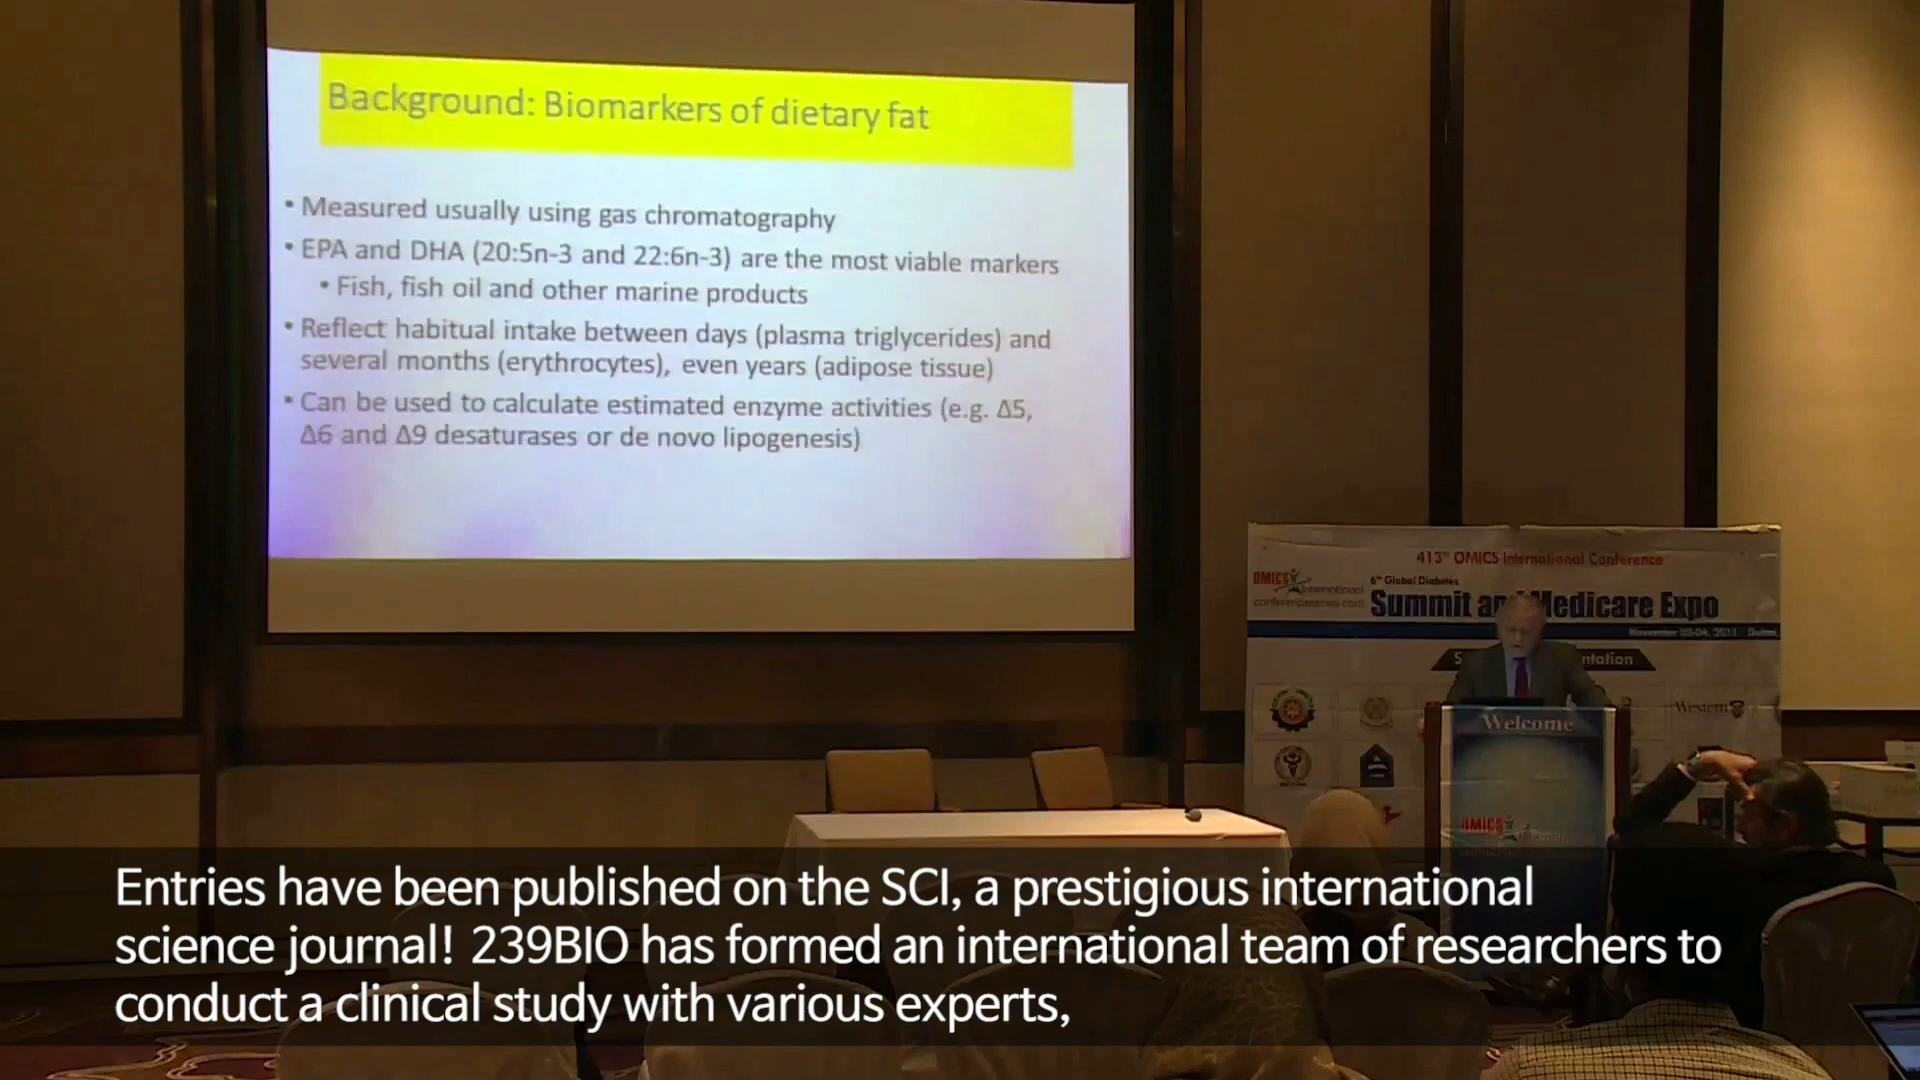 Background: Biomarkers of dietary fat
• Measured usually using gas chromatography
• EPA and DHA (20:5n-3 and 22:6n-3) are the most viable markers
• Fish, fish oil and other marine products
• Reflect habitual intake between days (plasma triglycerides) and
several months (erythrocytes), even years (adipose tissue)
• Can be used to calculate estimated enzyme activities (e.g. Δ5,
Δ6 and Δ9 desaturases or de novo lipogenesis)
413th OMICS International Conference
OMICS International
6th Global Diabetes
Summit and Medicare Expo
Western
Welcome
OMICS
Entries have been published on the SCI, a prestigious international
science journal! 239BIO has formed an international team of researchers to
conduct a clinical study with various experts,